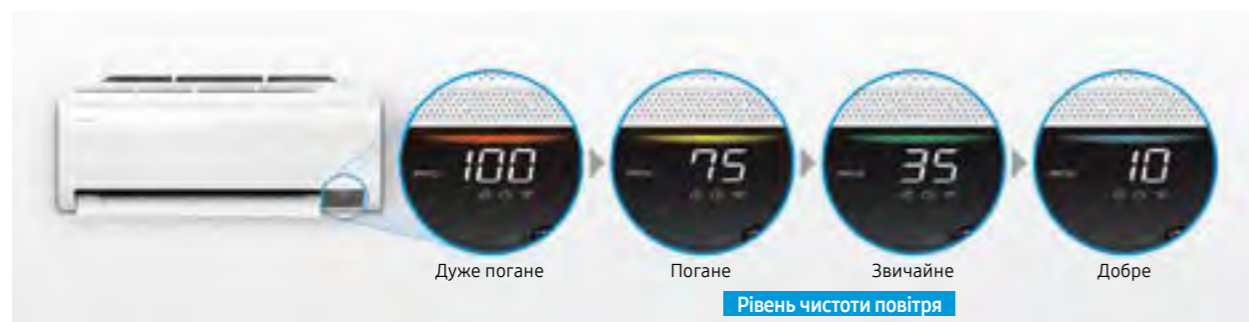 100
75
35
10
Дуже погане
Погане
Звичайне
Добре
Рівень чистоти повітря